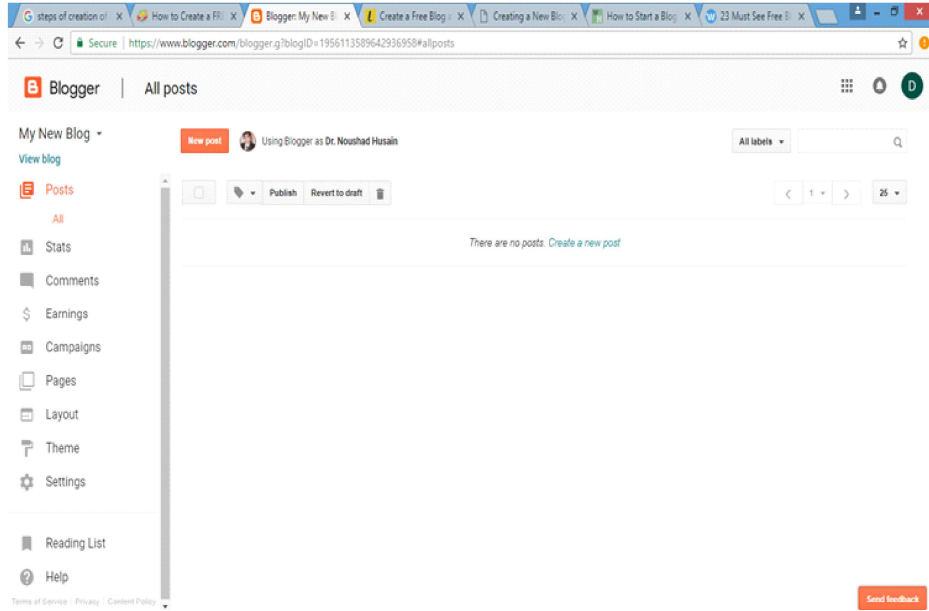 steps of creation of
How to Create a FRE
Blogger: My New B
Create a Free Blog
Creating a New Blo
How to Start a Blog
23 Must See Free B
Secure https://www.blogger.com/blogger.g?blogID=1956113589642936958#allposts
Blogger All posts
D
My New Blog
View blog
New post Using Blogger as Dr. Noushad Husain All labels
Posts
All
Publish Revert to draft 1 25
There are no posts. Create a new post
Stats
Comments
Earnings
Campaigns
Pages
Layout
Theme
Settings
Reading List
Help
Terms of Service Privacy Content Policy
Send feedback